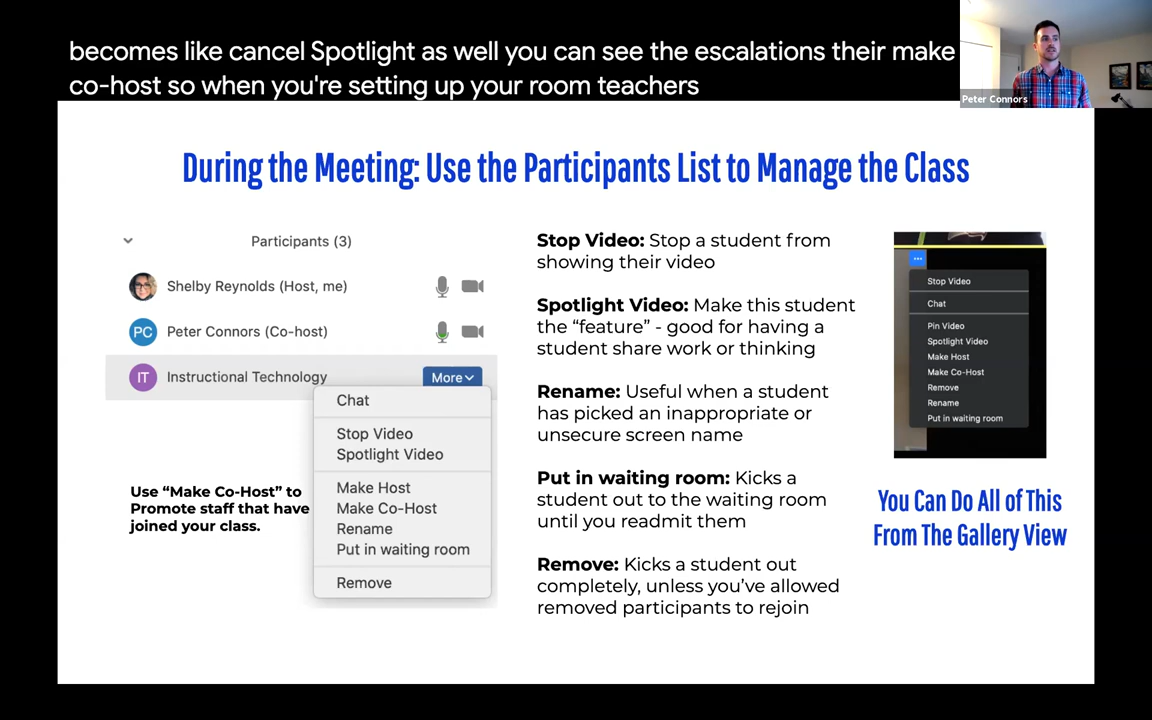 becomes like cancel Spotlight as well you can see the escalations their make
co-host so when you're setting up your room teachers
Peter Connors
During the Meeting: Use the Participants List to Manage the Class
Participants (3)
Shelby Reynolds (Host, me)
PC Peter Connors (Co-host)
IT Instructional Technology More
Chat
Stop Video
Spotlight Video
Make Host
Make Co-Host
Rename
Put in waiting room
Remove
Use “Make Co-Host” to
Promote staff that have
joined your class.
Stop Video: Stop a student from
showing their video
Spotlight Video: Make this student
the “feature” - good for having a
student share work or thinking
Rename: Useful when a student
has picked an inappropriate or
unsecure screen name
Put in waiting room: Kicks a
student out to the waiting room
until you readmit them
Remove: Kicks a student out
completely, unless you’ve allowed
removed participants to rejoin
Stop Video
Chat
Pin Video
Spotlight Video
Make Host
Make Co-Host
Remove
Rename
Put in waiting room
You Can Do All of This
From The Gallery View